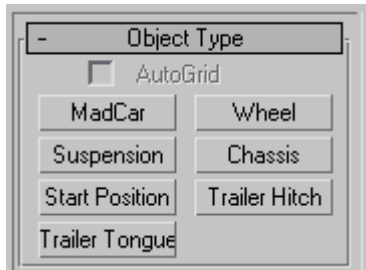 - Object Type
AutoGrid
MadCar Wheel
Suspension Chassis
Start Position Trailer Hitch
Trailer Tongue